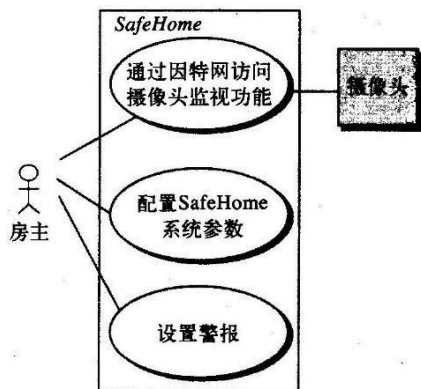 SafeHome
通过因特网访问
摄像头监视功能
摄像头
房主
配置SafeHome
系统参数
设置警报